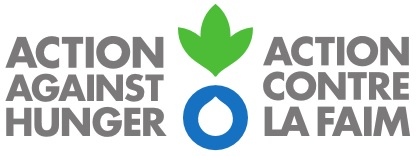 ACTION
AGAINST
HUNGER
ACTION
CONTRE
LA FAIM